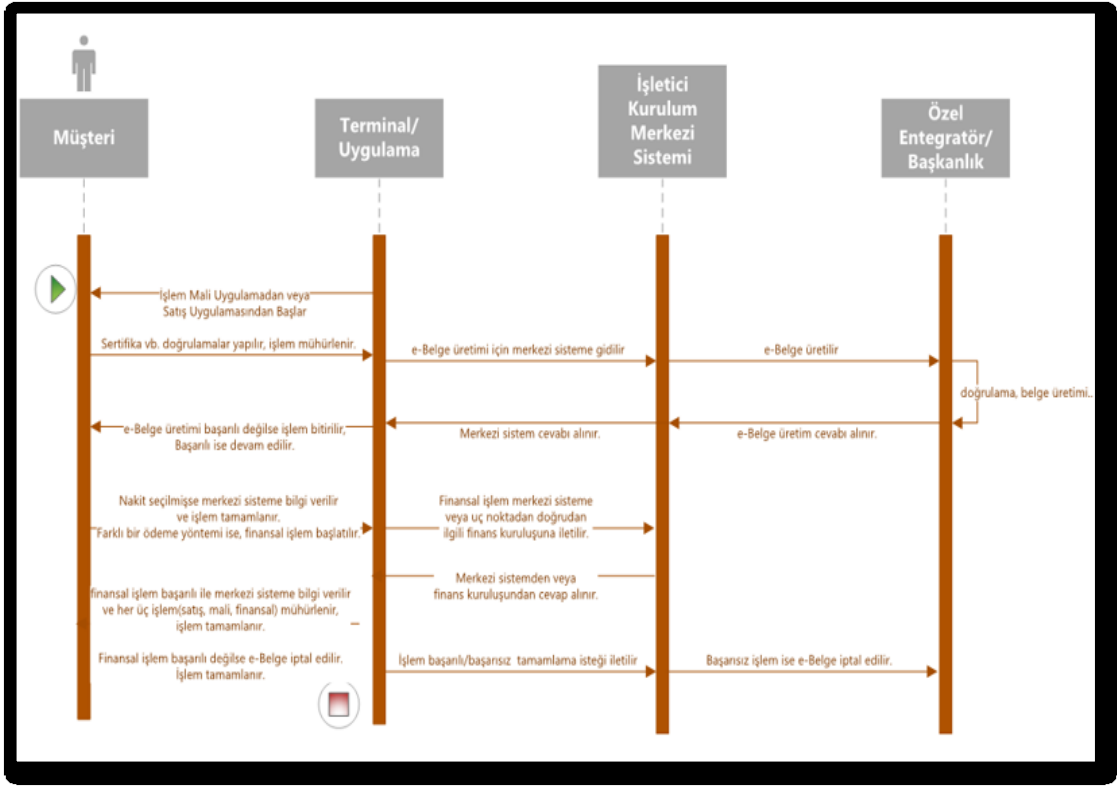 Müşteri
Terminal/
Uygulama
İşletici
Kurulum
Merkezi
Sistemi
Özel
Entegratör/
Başkanlık
İşlem Mali Uygulamadan veya
Satış Uygulamasından Başlar
Sertifika vb. doğrulamalar yapılır, işlem mühürlenir.
e-Belge üretimi için merkezi sisteme gidilir
e-Belge üretilir
doğrulama, belge üretimi..
e-Belge üretimi başarılı değilse işlem bitirilir,
Başarılı ise devam edilir.
Merkezi sistem cevabı alınır.
e-Belge üretim cevabı alınır.
Nakit seçilmişse merkezi sisteme bilgi verilir
ve işlem tamamlanır.
Farklı bir ödeme yöntemi ise, finansal işlem başlatılır.
Finansal işlem merkezi sisteme
veya uç noktadan doğrudan
ilgili finans kuruluşuna iletilir.
Merkezi sistemden veya
finans kuruluşundan cevap alınır.
finansal işlem başarılı ile merkezi sisteme bilgi verilir
ve her üç işlem(satış, mali, finansal) mühürlenir,
işlem tamamlanır.
Finansal işlem başarılı değilse e-Belge iptal edilir.
İşlem tamamlanır.
İşlem başarılı/başarısız tamamlama isteği iletilir
Başarısız işlem ise e-Belge iptal edilir.